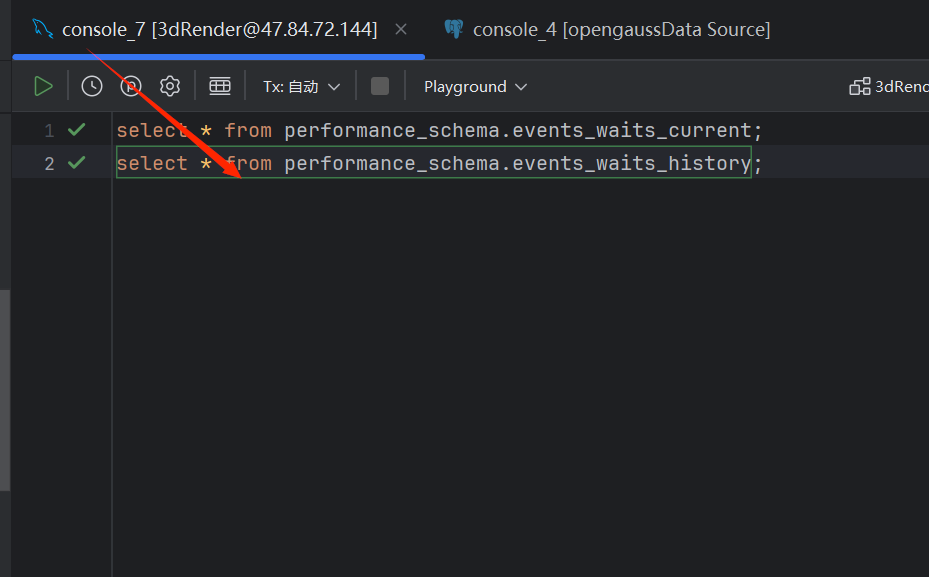 console_7 [3dRender@47.84.72.144]
console_4 [opengaussData Source]
Tx: 自动
Playground
3dRend
1 select * from performance_schema.events_waits_current;
2 select * from performance_schema.events_waits_history;